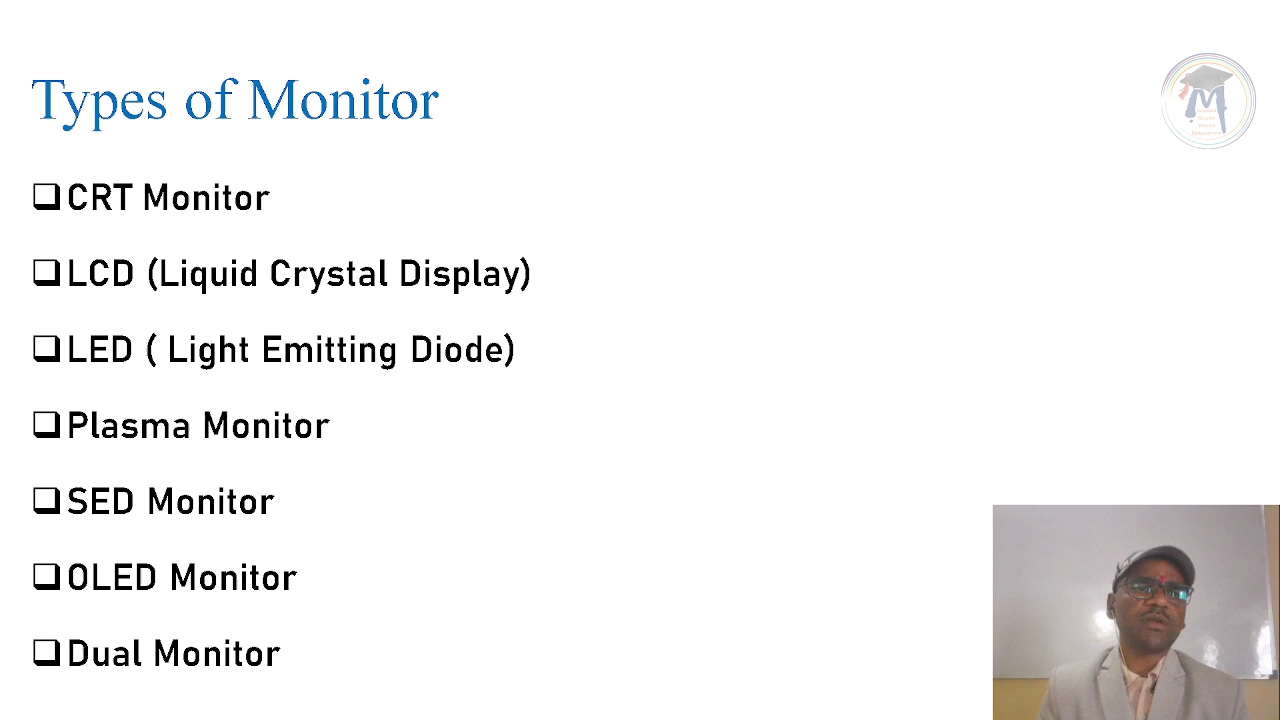 Types of Monitor
CRT Monitor
LCD (Liquid Crystal Display)
LED ( Light Emitting Diode)
Plasma Monitor
SED Monitor
OLED Monitor
Dual Monitor